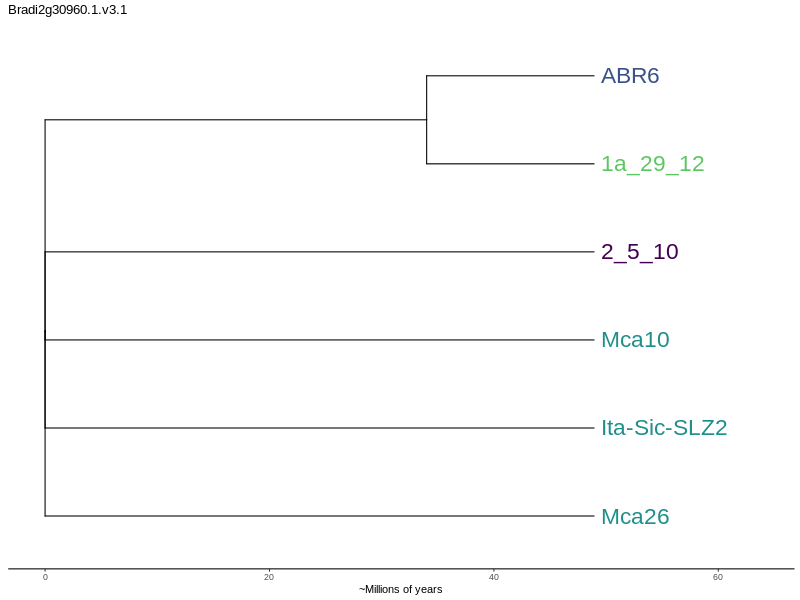 Bradi2g30960.1.v3.1
ABR6
1a_29_12
2_5_10
Mca10
Ita-Sic-SLZ2
Mca26
0 20 40 60
~Millions of years